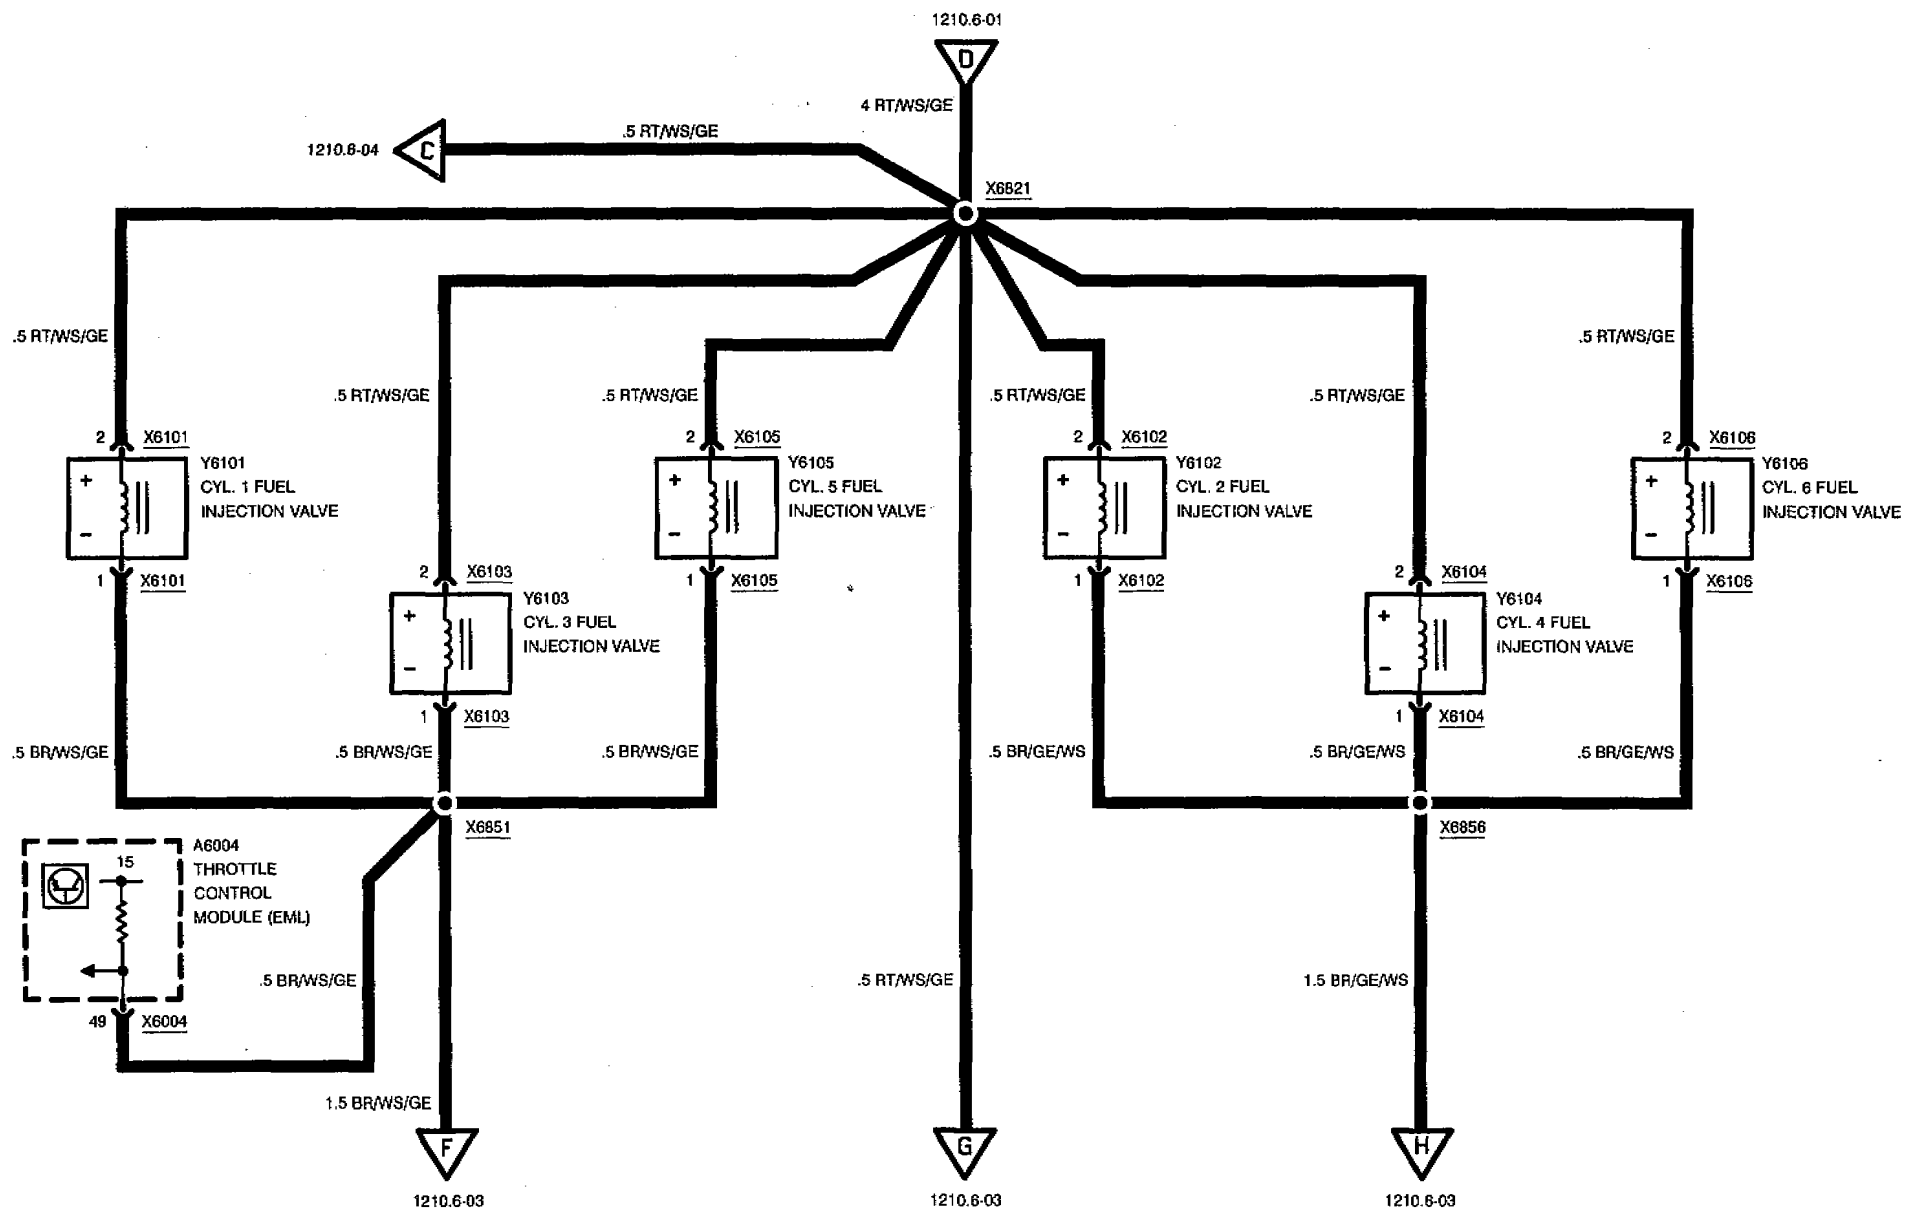 1210.6-01
D
4 RT/WS/GE
.5 RT/WS/GE
1210.6-04
C
X6821
.5 RT/WS/GE
.5 RT/WS/GE
.5 RT/WS/GE
.5 RT/WS/GE
.5 RT/WS/GE
.5 RT/WS/GE
2 X6101
Y6101
CYL. 1 FUEL
INJECTION VALVE
+
-
1 X6101
2 X6103
Y6103
CYL. 3 FUEL
INJECTION VALVE
+
-
1 X6103
2 X6105
Y6105
CYL. 5 FUEL
INJECTION VALVE
+
-
1 X6105
2 X6102
Y6102
CYL. 2 FUEL
INJECTION VALVE
+
-
1 X6102
2 X6104
Y6104
CYL. 4 FUEL
INJECTION VALVE
+
-
1 X6104
2 X6106
Y6106
CYL. 6 FUEL
INJECTION VALVE
+
-
1 X6106
.5 BR/WS/GE
.5 BR/WS/GE
.5 BR/WS/GE
.5 BR/GE/WS
.5 BR/GE/WS
.5 BR/GE/WS
X6851
X6856
A6004
THROTTLE
CONTROL
MODULE (EML)
15
49 X6004
.5 BR/WS/GE
.5 RT/WS/GE
1.5 BR/GE/WS
1.5 BR/WS/GE
F
G
H
1210.6-03
1210.6-03
1210.6-03